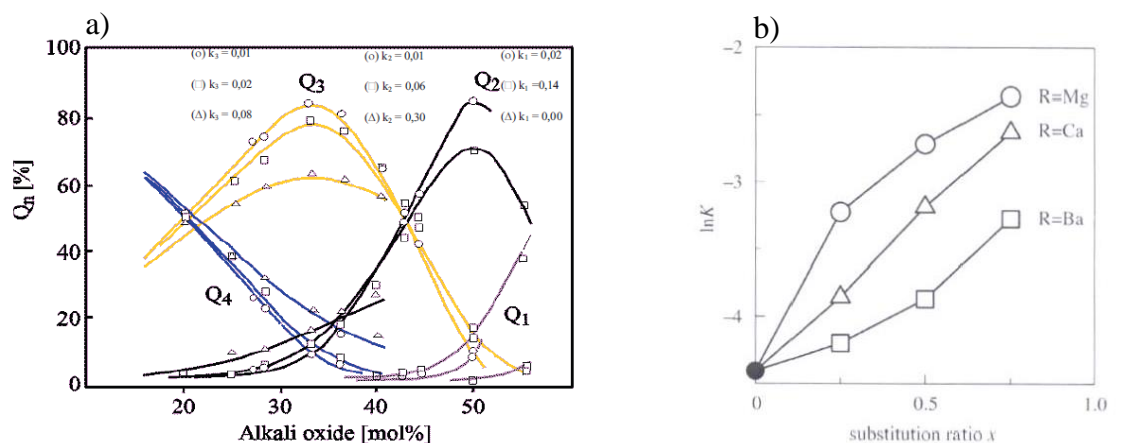 a)
100
80
60
40
20
0
Qn [%]
(o) k3 = 0,01
(□) k3 = 0,02
(Δ) k3 = 0,08
(o) k2 = 0,01
(□) k2 = 0,06
(Δ) k2 = 0,30
(o) k1 = 0,02
(□) k1 =0,14
(Δ) k1 = 0,00
Q3
Q2
Q4
Q1
20
30
40
50
Alkali oxide [mol%]
b)
−2
−3
−4
lnK
R=Mg
R=Ca
R=Ba
0
0.5
1.0
substitution ratio x